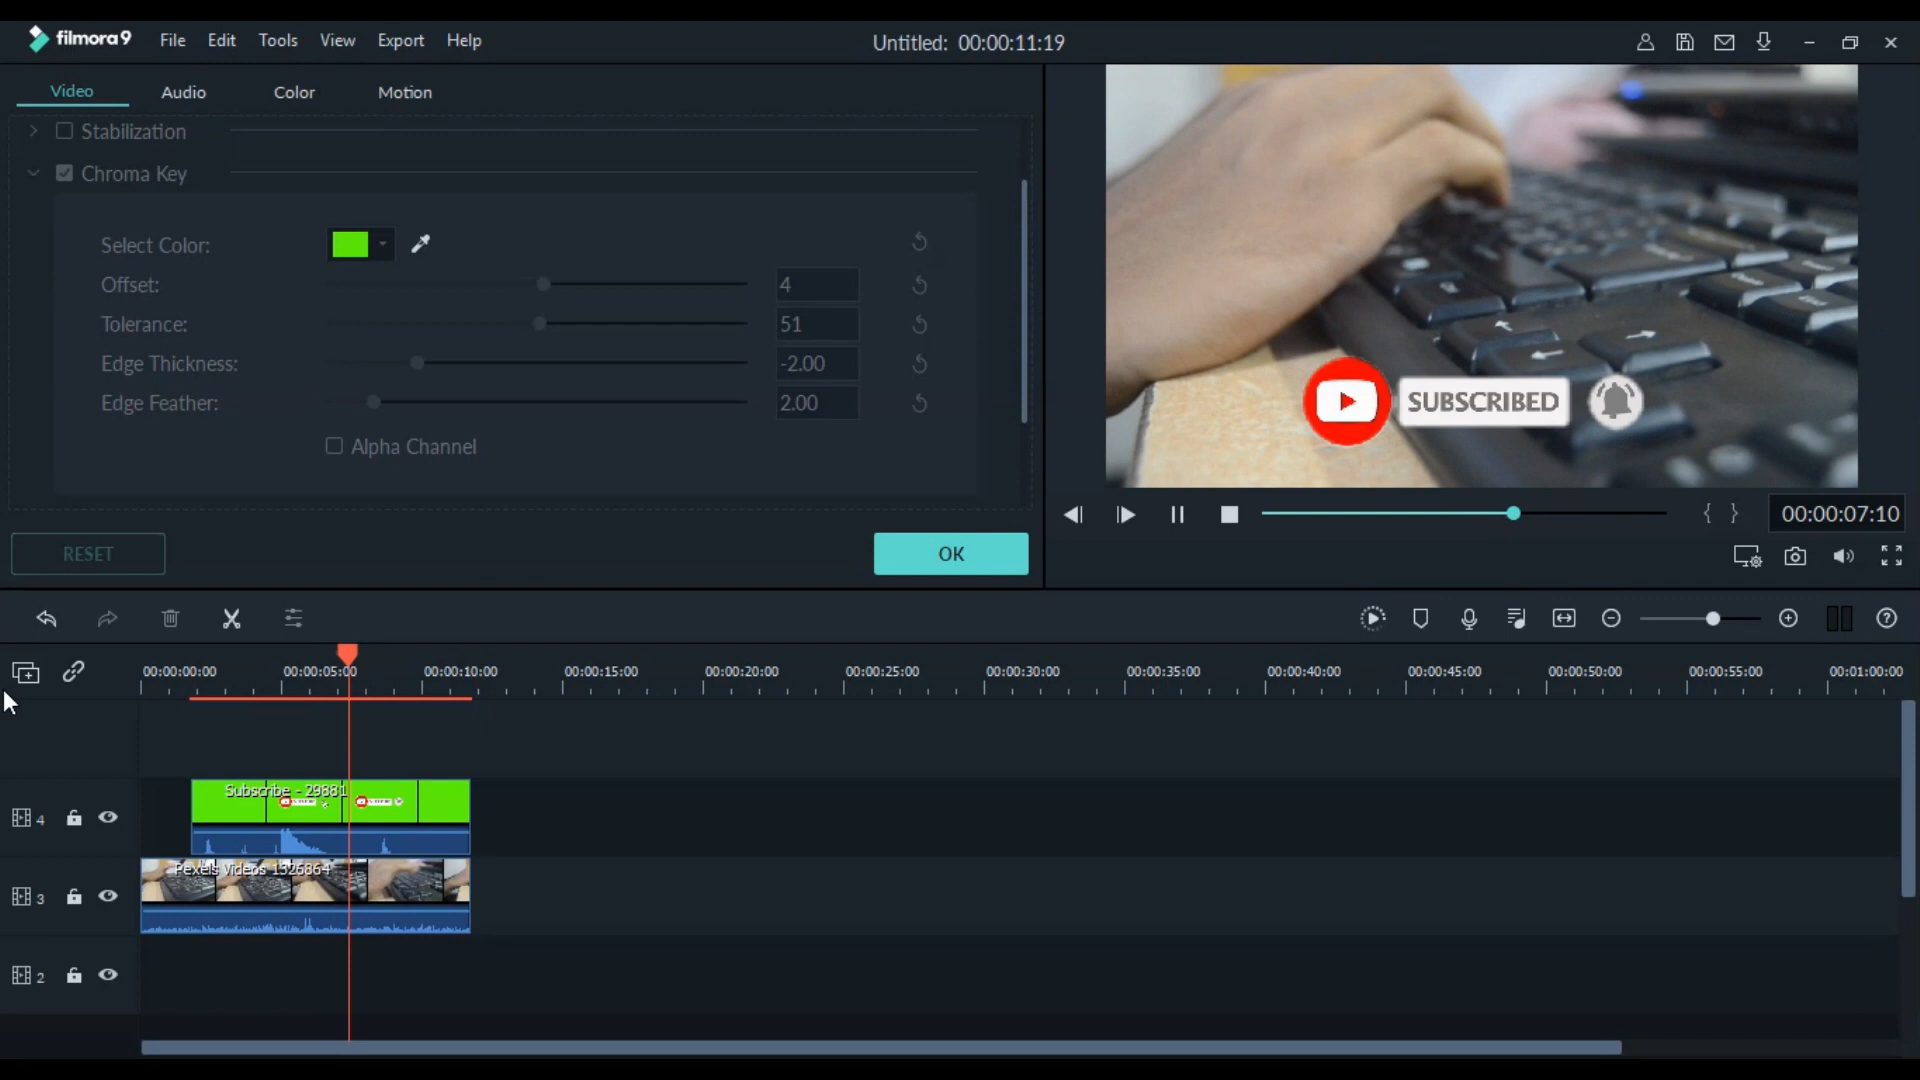 filmora9 File Edit Tools View Export Help Untitled: 00:00:11:19
Video Audio Color Motion
Stabilization
Chroma Key
Select Color:
Offset: 4
Tolerance: 51
Edge Thickness: -2.00
Edge Feather: 2.00
Alpha Channel
RESET OK
SUBSCRIBED
00:00:07:10
00:00:00:00 00:00:05:00 00:00:10:00 00:00:15:00 00:00:20:00 00:00:25:00 00:00:30:00 00:00:35:00 00:00:40:00 00:00:45:00 00:00:50:00 00:00:55:00 00:01:00:00
Subscribe - 29881
4
Pexels Videos 1326864
3
2